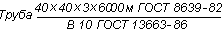 Труба 40×40×3×6000 м ГОСТ 8639-82
В 10 ГОСТ 13663-86